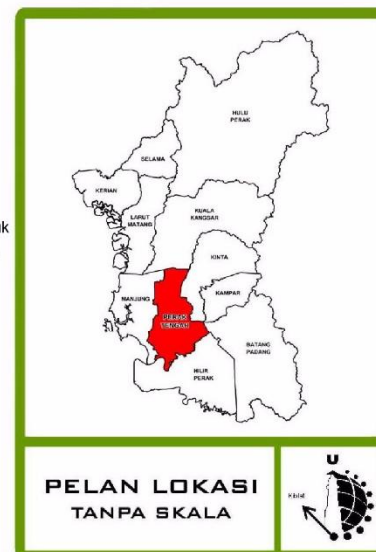 HULU
PERAK
SELAMA
KERIAN
LARUT
MATANG
KUALA
KANGSAR
uk
KINTA
MANJUNG
KAMPAR
PERAK
TENGAH
BATANG
PADANG
HILIR
PERAK
PELAN LOKASI
TANPA SKALA
U
Kiblat